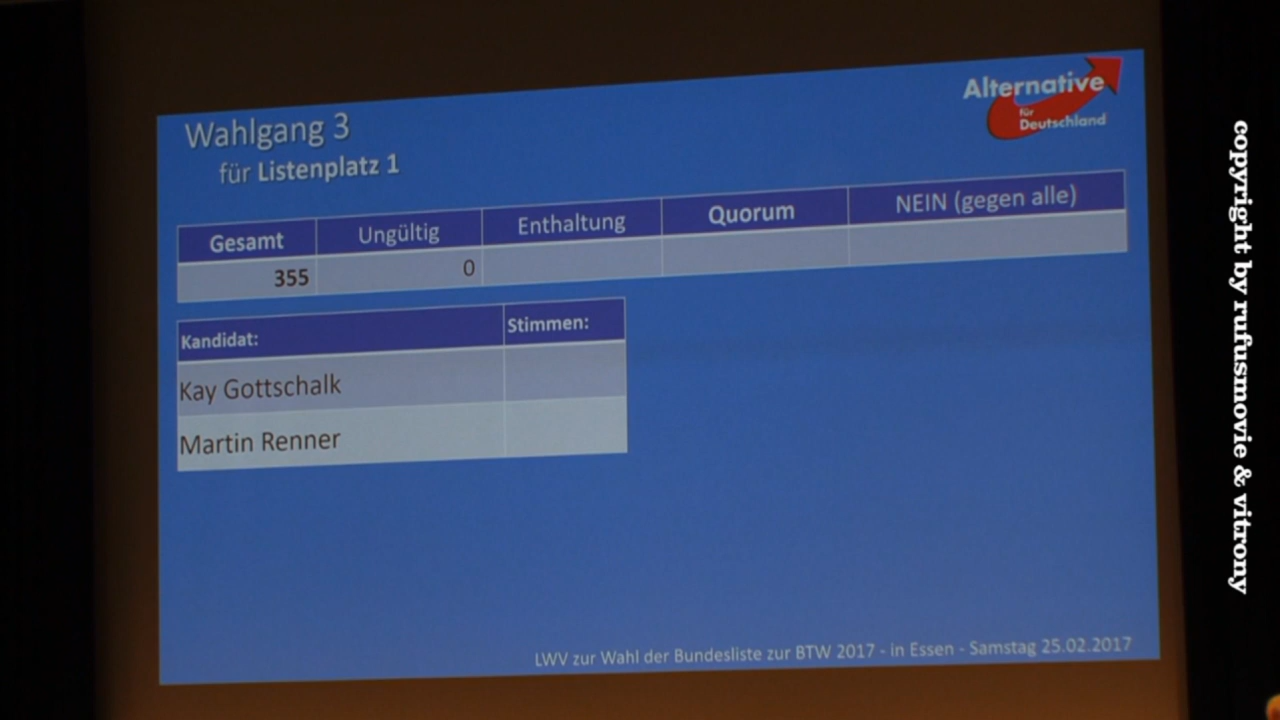 Wahlgang 3
für Listenplatz 1
Alternative
für
Deutschland
Gesamt Ungültig Enthaltung Quorum NEIN (gegen alle)
355 0
Kandidat: Stimmen:
Kay Gottschalk
Martin Renner
LWV zur Wahl der Bundesliste zur BTW 2017 - in Essen - Samstag 25.02.2017
copyright by rufusmovie & vitrony